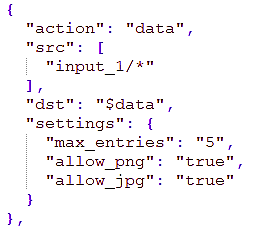 {
"action": "data",
"src": [
"input_1/*"
],
"dst": "$data",
"settings": {
"max_entries": "5",
"allow_png": "true",
"allow_jpg": "true"
}
},